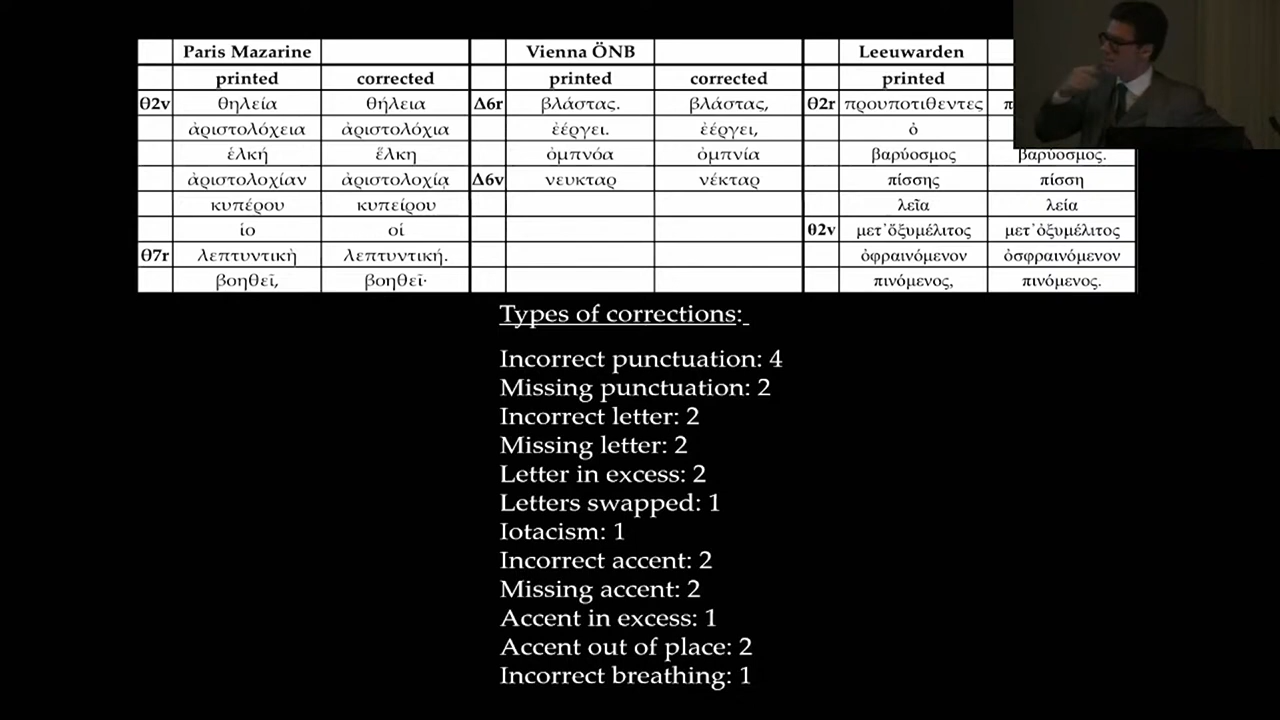 Paris Mazarine Vienna ÖNB Leeuwarden
printed corrected printed corrected printed
θ2v θηλεία θήλεια Δ6r βλάστας. βλάστας, θ2r προυποτιθεντες
ἀριστολόχεια ἀριστολόχια ἐέργει. ἐέργει, ὁ
ἑλκή ἕλκη ὀμπνόα ὀμπνία βαρύοσμος βαρύοσμος.
ἀριστολοχίαν ἀριστολοχίᾳ Δ6v νευκταρ νέκταρ πίσσης πίσσῃ
κυπέρου κυπείρου λεῖα λεία
ἱο οἱ θ2v μετ᾽ὄξυμέλιτος μετ᾽ὀξυμέλιτος
θ7r λεπτυντικὴ λεπτυντική. ὀφραινόμενον ὀσφραινόμενον
βοηθεῖ, βοηθεῖ· πινόμενος, πινόμενος.
Types of corrections:
Incorrect punctuation: 4
Missing punctuation: 2
Incorrect letter: 2
Missing letter: 2
Letter in excess: 2
Letters swapped: 1
Iotacism: 1
Incorrect accent: 2
Missing accent: 2
Accent in excess: 1
Accent out of place: 2
Incorrect breathing: 1